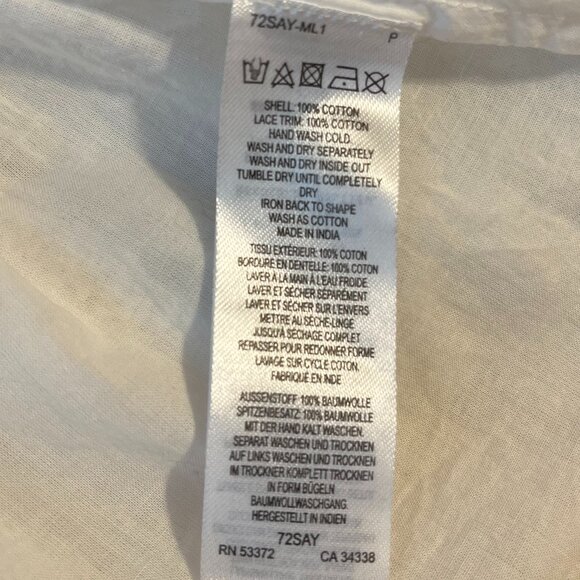 72SAY-ML1
P
SHELL: 100% COTTON
LACE TRIM: 100% COTTON
HAND WASH COLD.
WASH AND DRY SEPARATELY
WASH AND DRY INSIDE OUT
TUMBLE DRY UNTIL COMPLETELY
DRY
IRON BACK TO SHAPE
WASH AS COTTON
MADE IN INDIA
TISSU EXTÉRIEUR: 100% COTON
BORDURE EN DENTELLE: 100% COTON
LAVER À LA MAIN À L'EAU FROIDE
LAVER ET SÉCHER SÉPARÉMENT
LAVER ET SÉCHER SUR L'ENVERS
METTRE AU SÈCHE-LINGE
JUSQU'À SÉCHAGE COMPLET
REPASSER POUR REDONNER FORME
LAVAGE SUR CYCLE COTON.
FABRIQUÉ EN INDE
AUSSENSTOFF: 100% BAUMWOLLE
SPITZENBESATZ: 100% BAUMWOLLE
MIT DER HAND KALT WASCHEN.
SEPARAT WASCHEN UND TROCKNEN
AUF LINKS WASCHEN UND TROCKNEN
IM TROCKNER KOMPLETT TROCKNEN
IN FORM BÜGELN
BAUMWOLLWASCHGANG.
HERGESTELLT IN INDIEN
72SAY
RN 53372 CA 34338